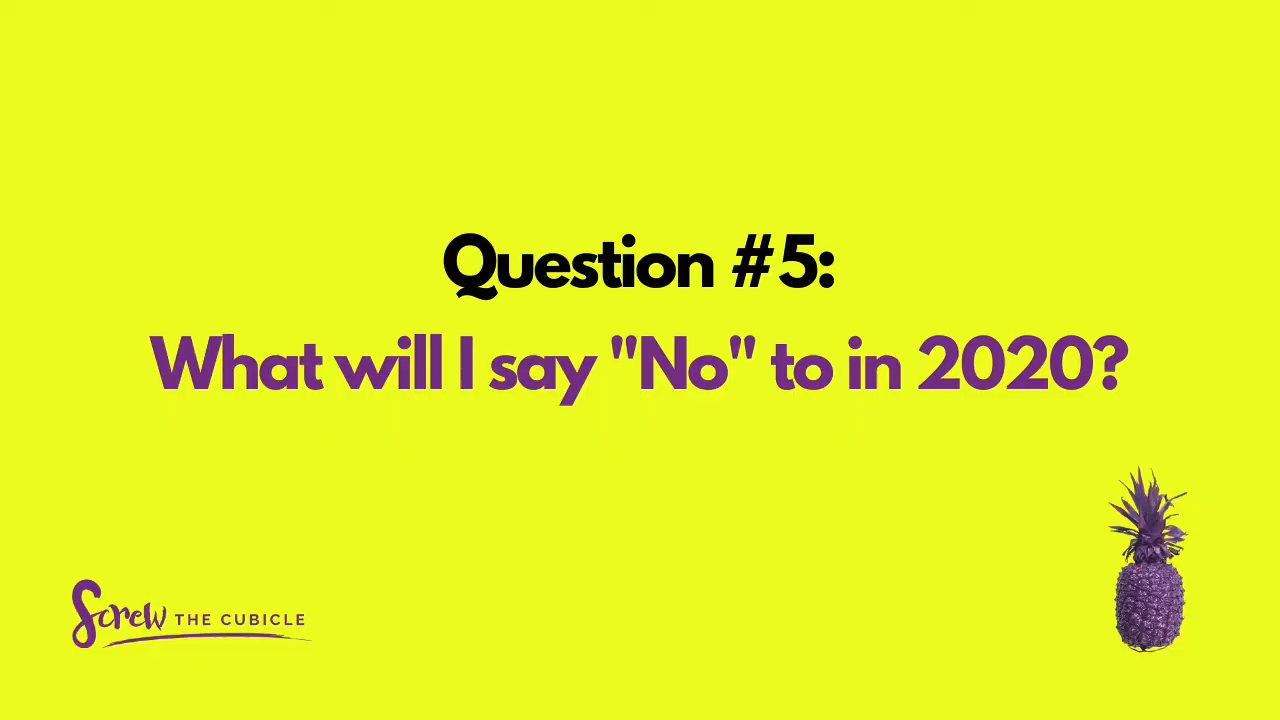 Question #5:
What will I say "No" to in 2020?
Screw THE CUBICLE